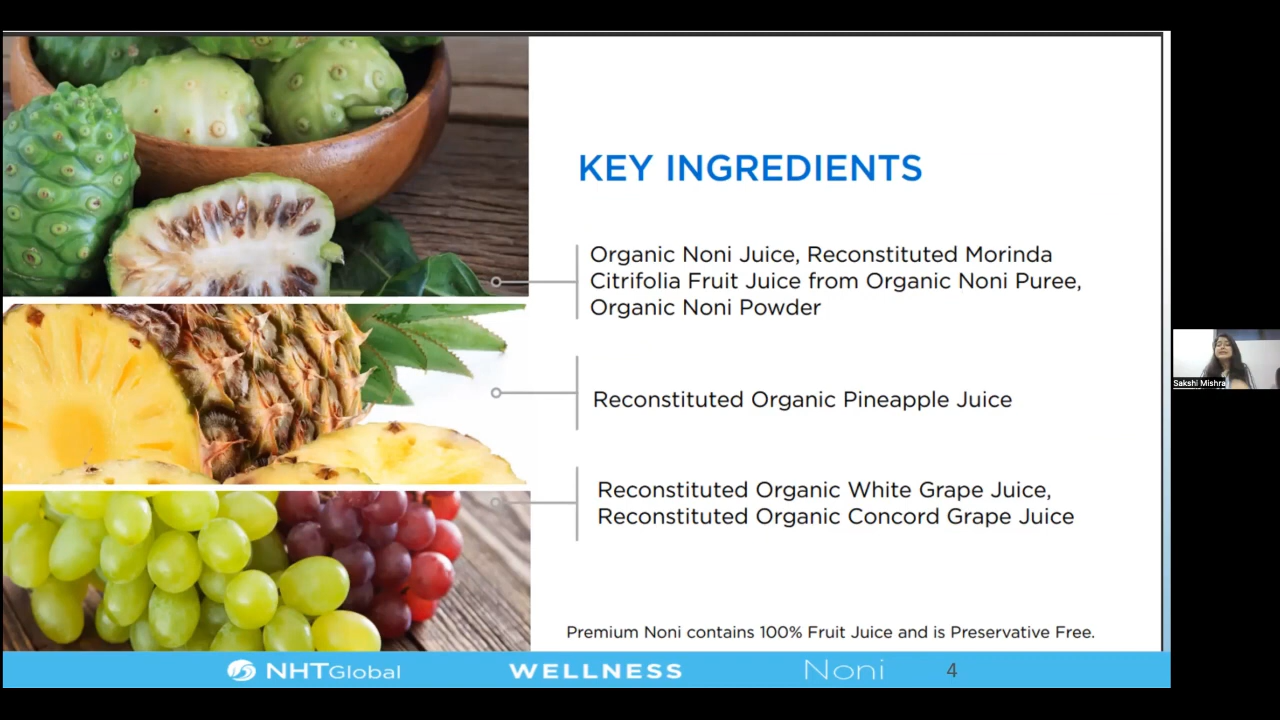 KEY INGREDIENTS
Organic Noni Juice, Reconstituted Morinda
Citrifolia Fruit Juice from Organic Noni Puree,
Organic Noni Powder
Reconstituted Organic Pineapple Juice
Reconstituted Organic White Grape Juice,
Reconstituted Organic Concord Grape Juice
Premium Noni contains 100% Fruit Juice and is Preservative Free.
NHTGlobal WELLNESS Noni 4
Sakshi Mishra